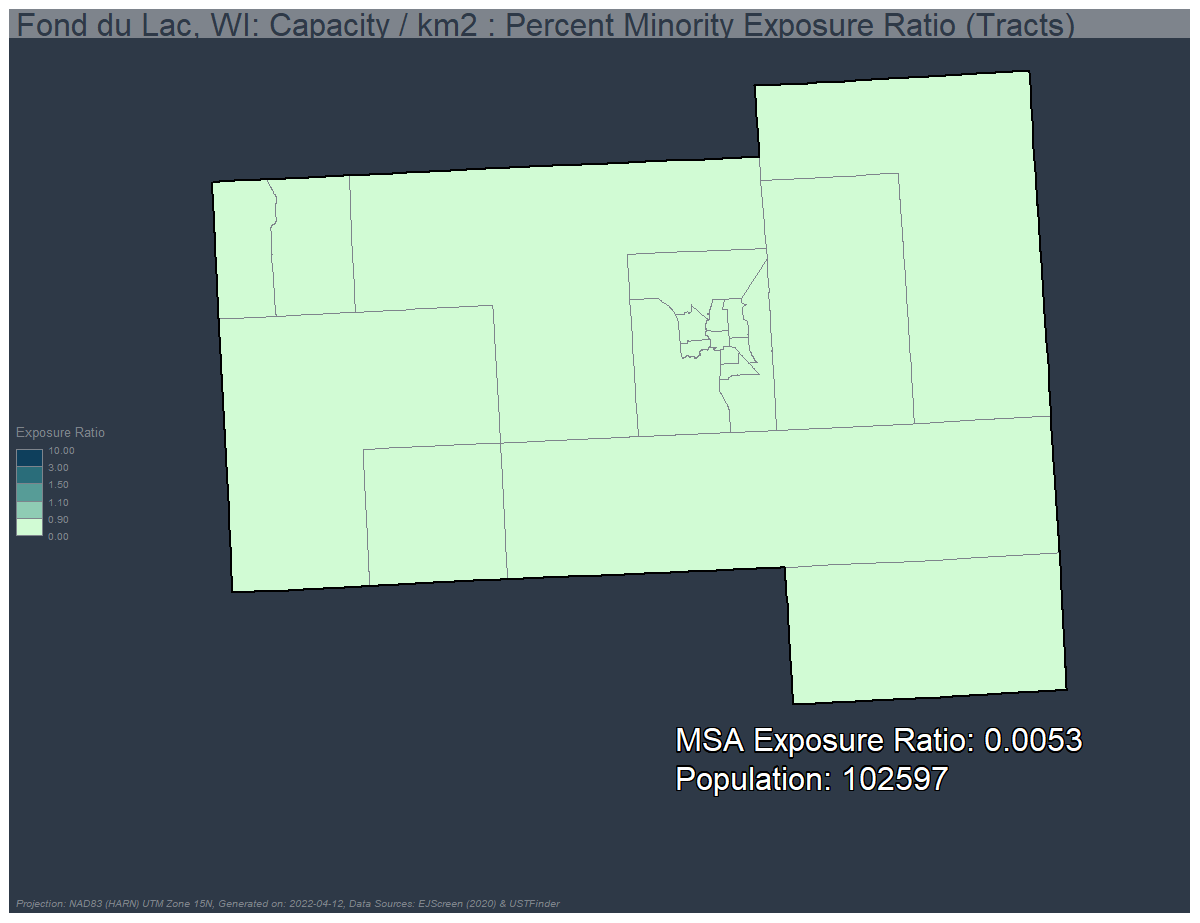 Fond du Lac, WI: Capacity / km2 : Percent Minority Exposure Ratio (Tracts)
Exposure Ratio
10.00
3.00
1.50
1.10
0.90
0.00
MSA Exposure Ratio: 0.0053
Population: 102597
Projection: NAD83 (HARN) UTM Zone 15N, Generated on: 2022-04-12, Data Sources: EJScreen (2020) & USTFinder